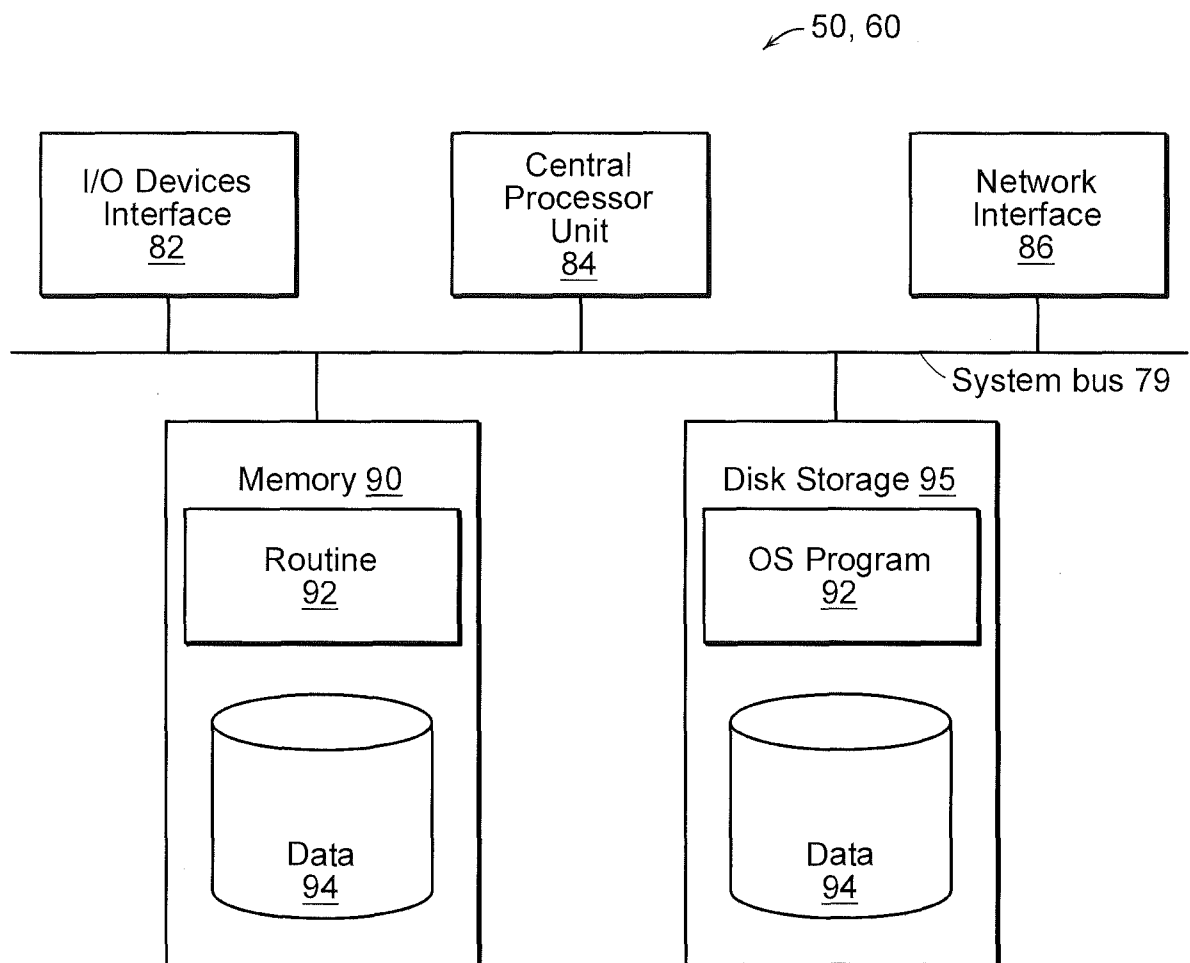 50, 60
I/O Devices
Interface
82
Central
Processor
Unit
84
Network
Interface
86
System bus 79
Memory 90
Disk Storage 95
Routine
92
OS Program
92
Data
94
Data
94